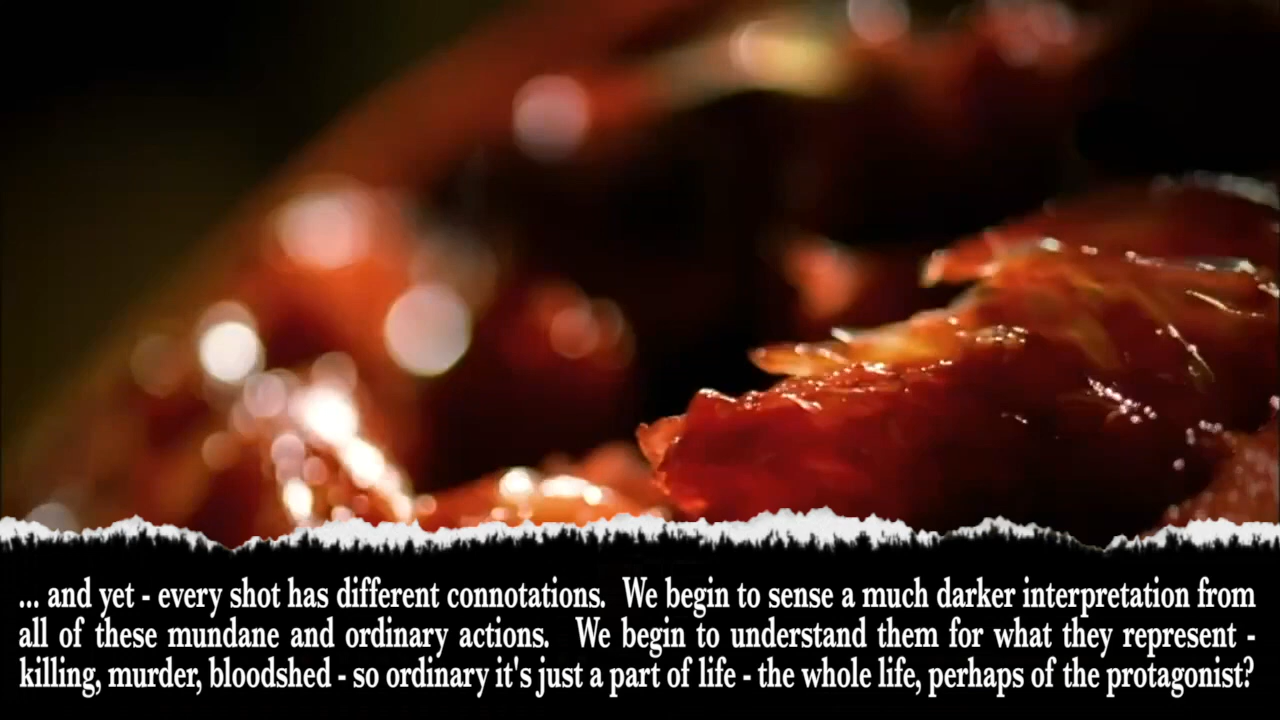 ... and yet - every shot has different connotations.  We begin to sense a much darker interpretation from
all of these mundane and ordinary actions.  We begin to understand them for what they represent -
killing, murder, bloodshed - so ordinary it's just a part of life - the whole life, perhaps of the protagonist?